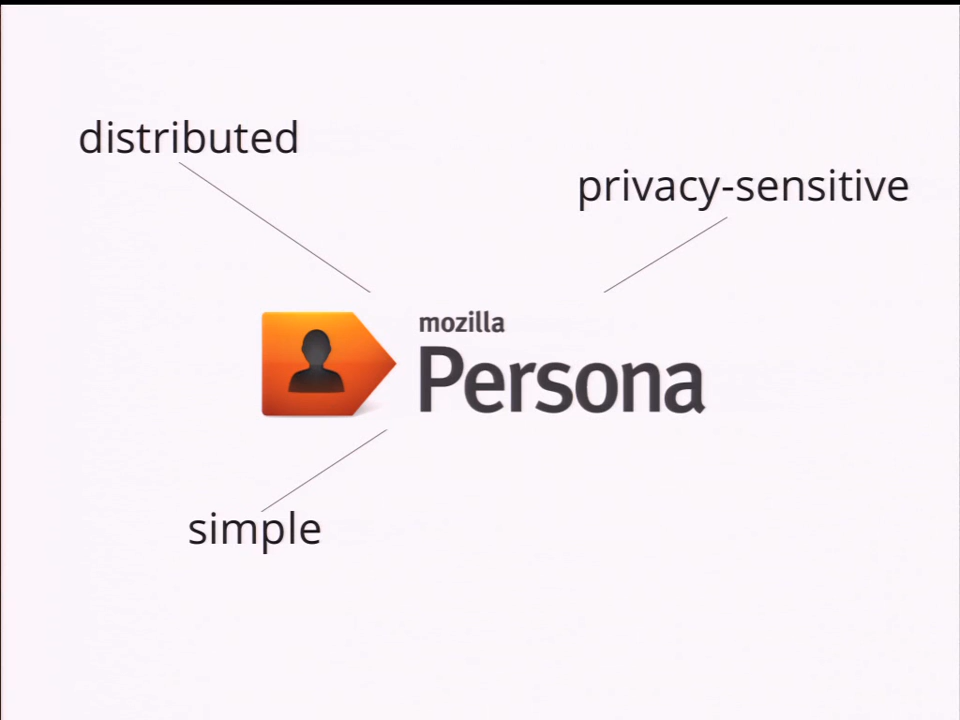 distributed
privacy-sensitive
mozilla
Persona
simple